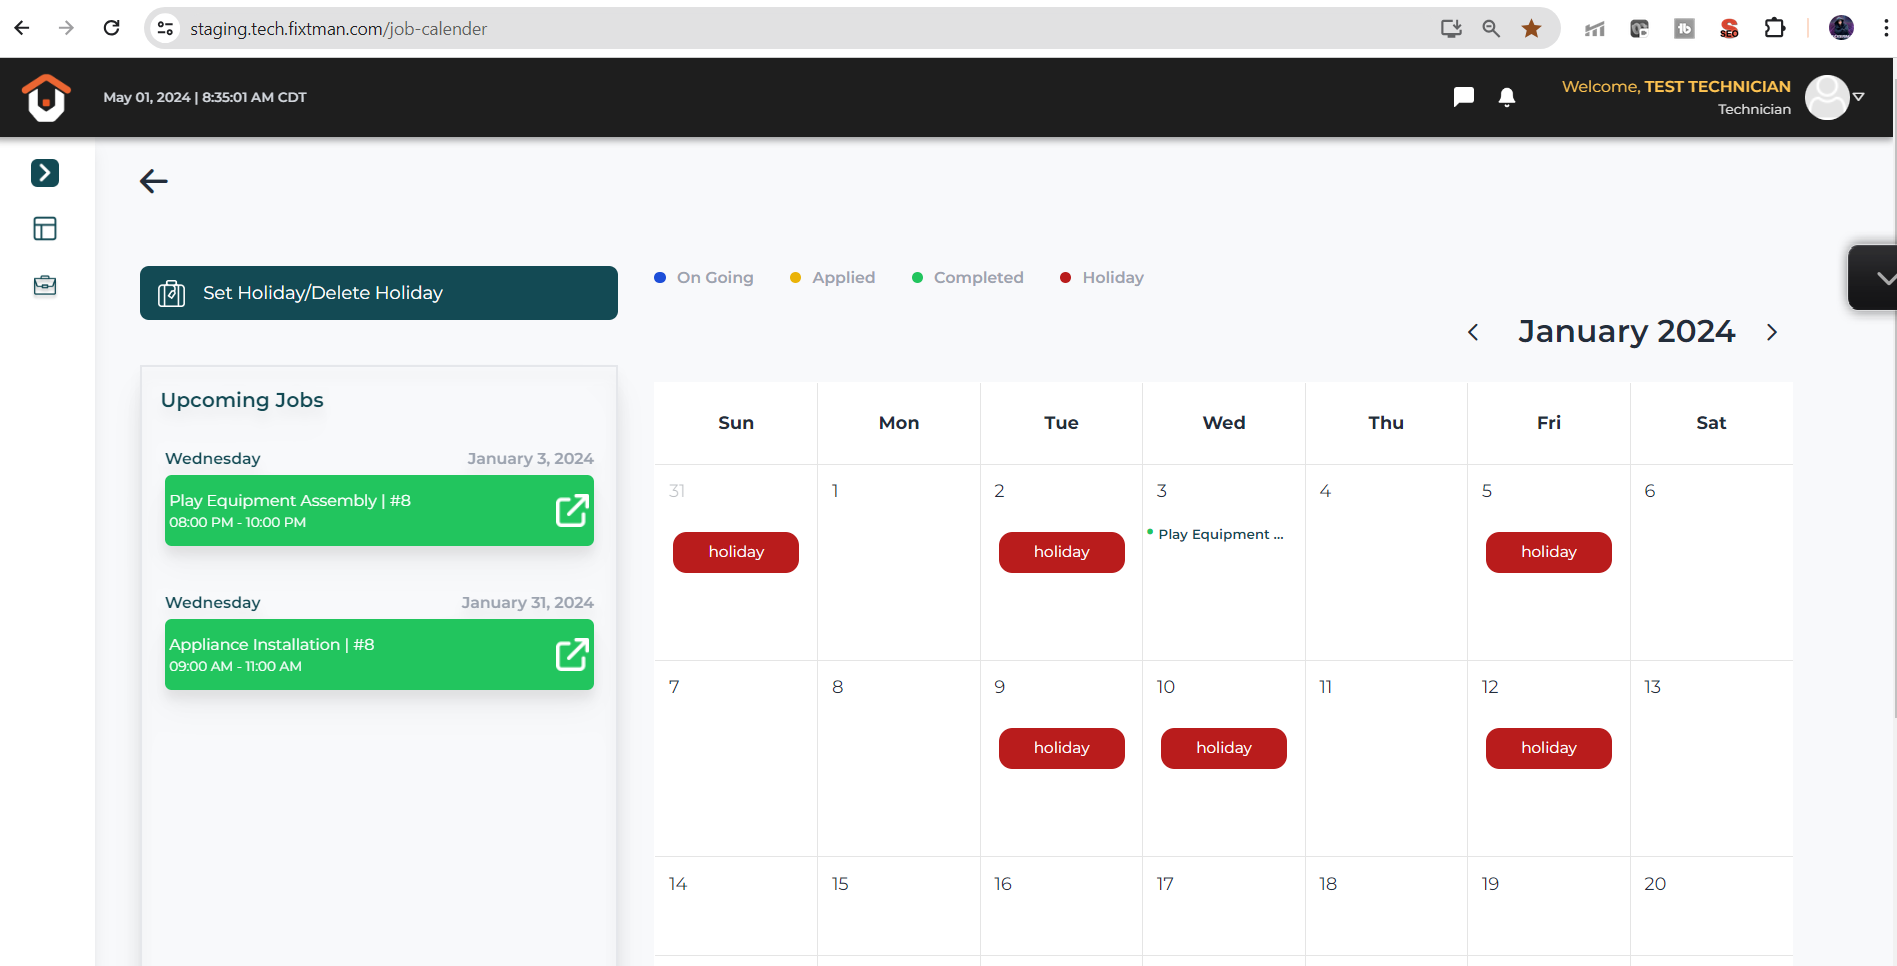 staging.tech.fixtman.com/job-calender
SEO
May 01, 2024 | 8:35:01 AM CDT
Welcome, TEST TECHNICIAN
Technician
Set Holiday/Delete Holiday
On Going
Applied
Completed
Holiday
January 2024
Upcoming Jobs
Wednesday
January 3, 2024
Play Equipment Assembly | #8
08:00 PM - 10:00 PM
Wednesday
January 31, 2024
Appliance Installation | #8
09:00 AM - 11:00 AM
Sun Mon Tue Wed Thu Fri Sat
31 1 2 3 4 5 6
Play Equipment ...
holiday holiday holiday
7 8 9 10 11 12 13
holiday holiday holiday
14 15 16 17 18 19 20